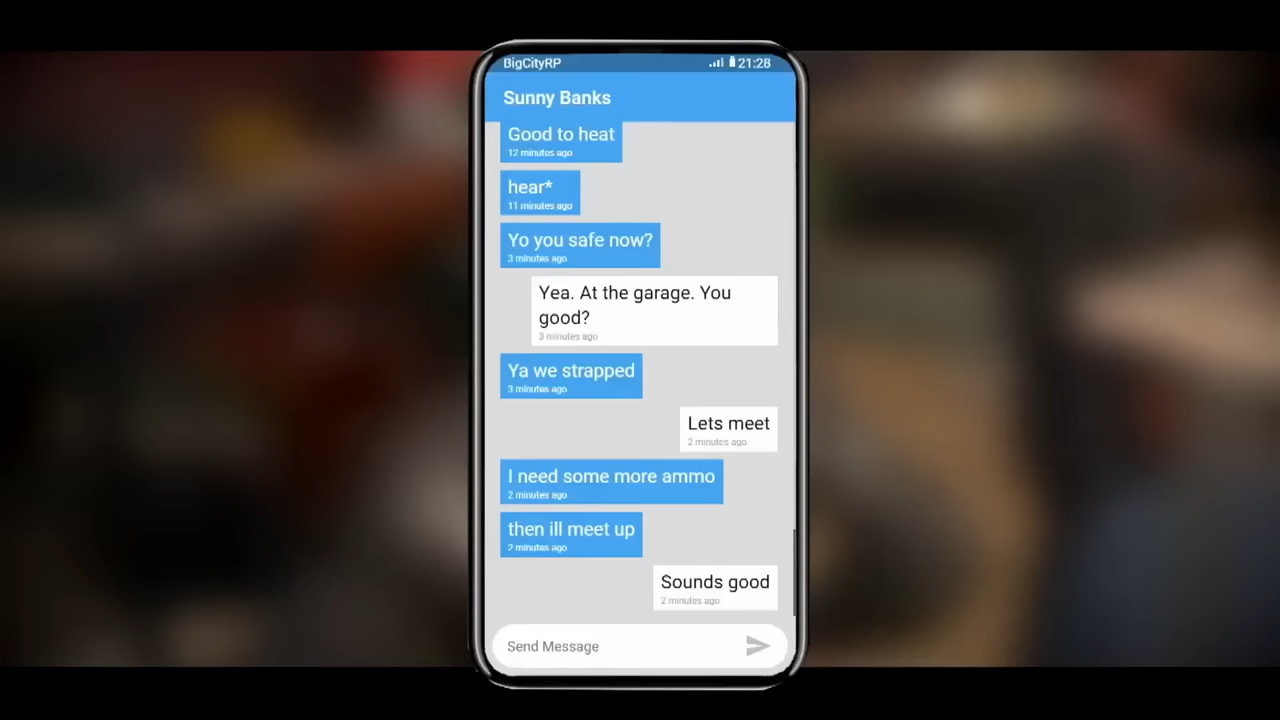 BigCityRP 21:28
Sunny Banks
Good to heat
12 minutes ago
hear*
11 minutes ago
Yo you safe now?
3 minutes ago
Yea. At the garage. You
good?
3 minutes ago
Ya we strapped
3 minutes ago
Lets meet
2 minutes ago
I need some more ammo
2 minutes ago
then ill meet up
2 minutes ago
Sounds good
2 minutes ago
Send Message